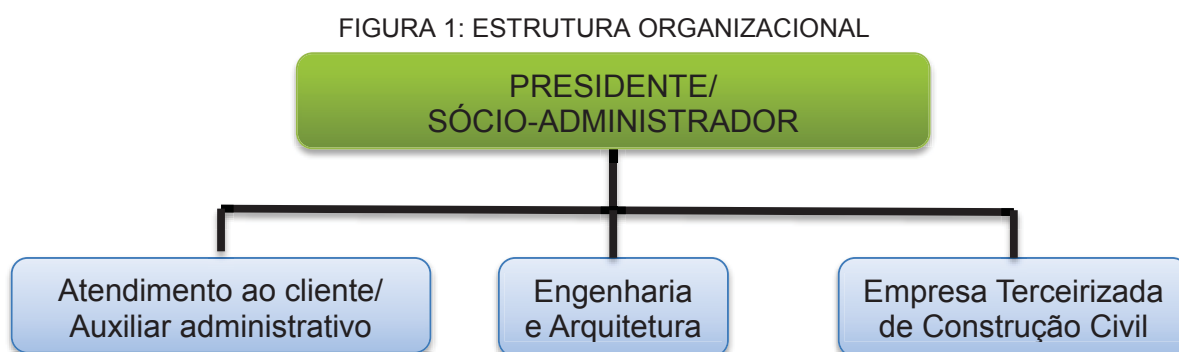 FIGURA 1: ESTRUTURA ORGANIZACIONAL
PRESIDENTE/
SÓCIO-ADMINISTRADOR
Atendimento ao cliente/
Auxiliar administrativo
Engenharia
e Arquitetura
Empresa Terceirizada
de Construção Civil